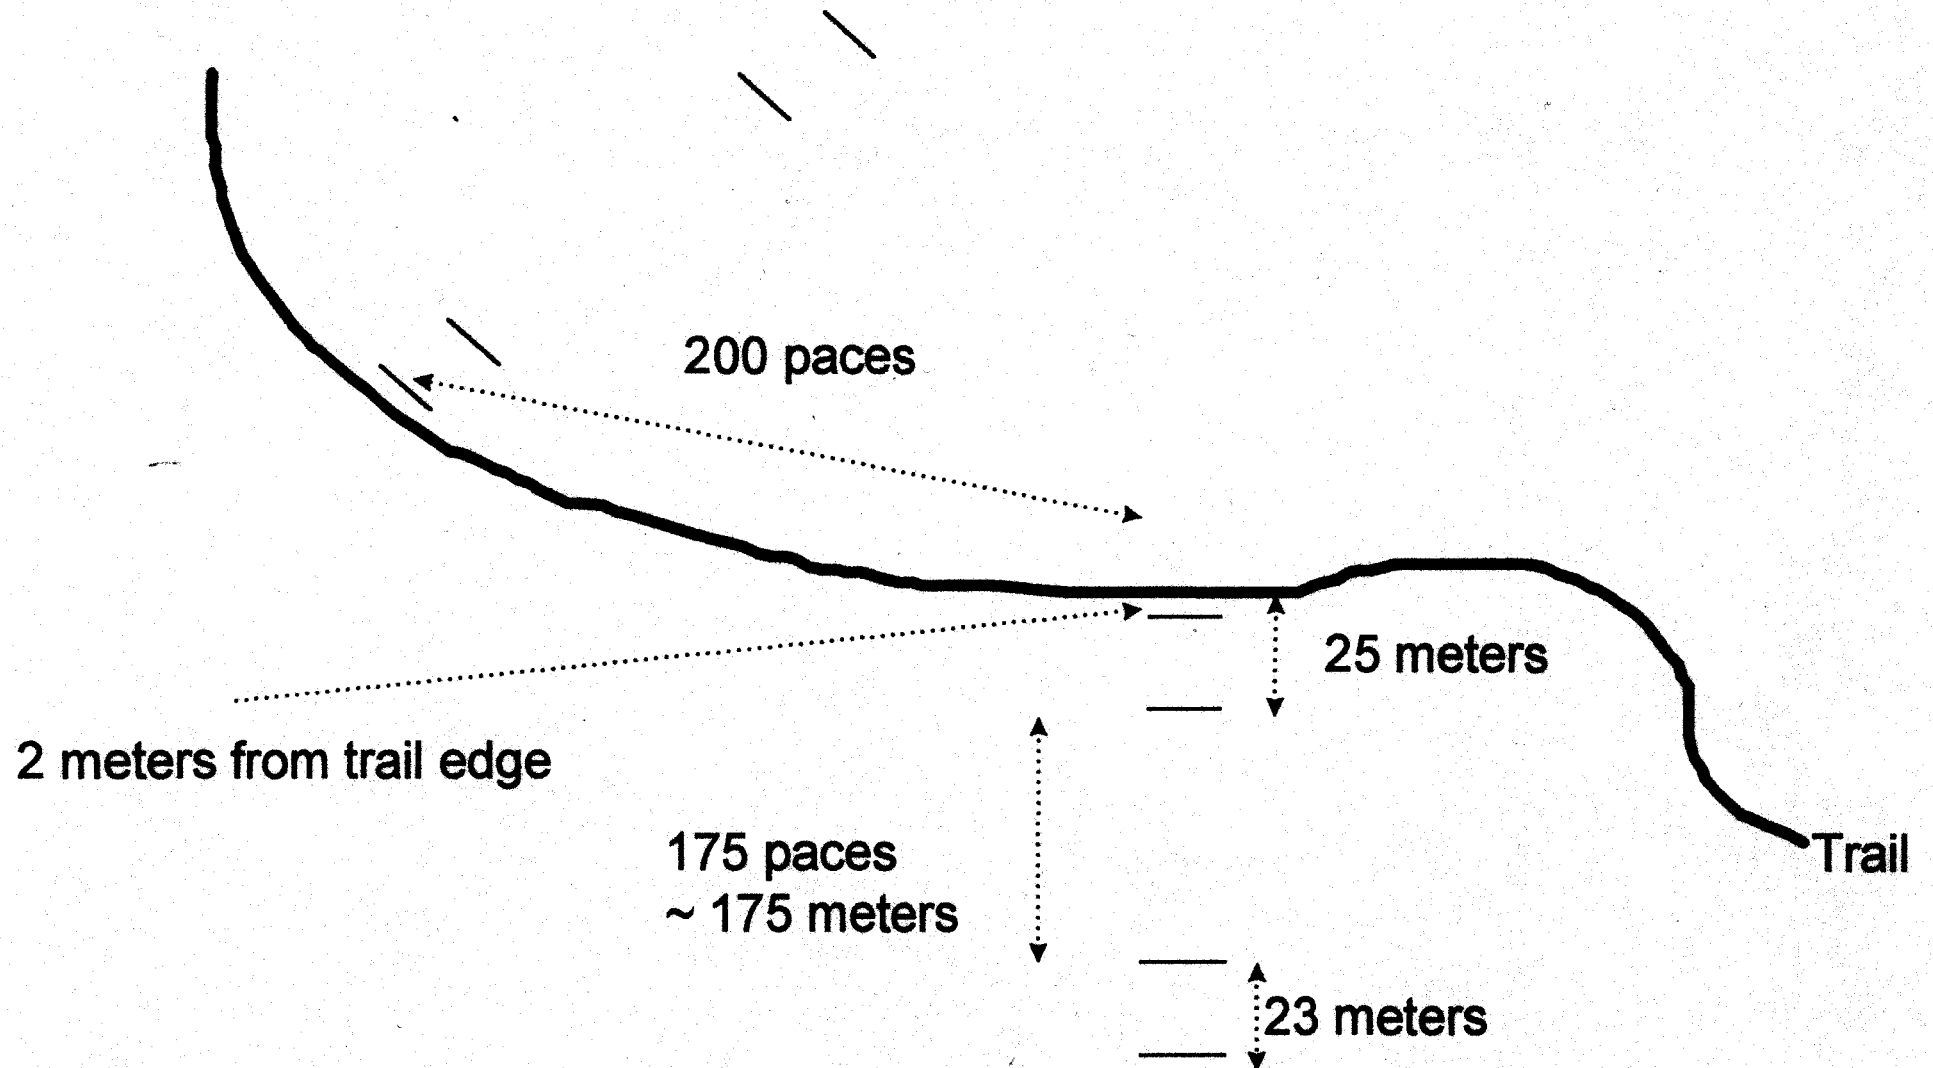 200 paces
25 meters
2 meters from trail edge
175 paces
~ 175 meters
Trail
23 meters